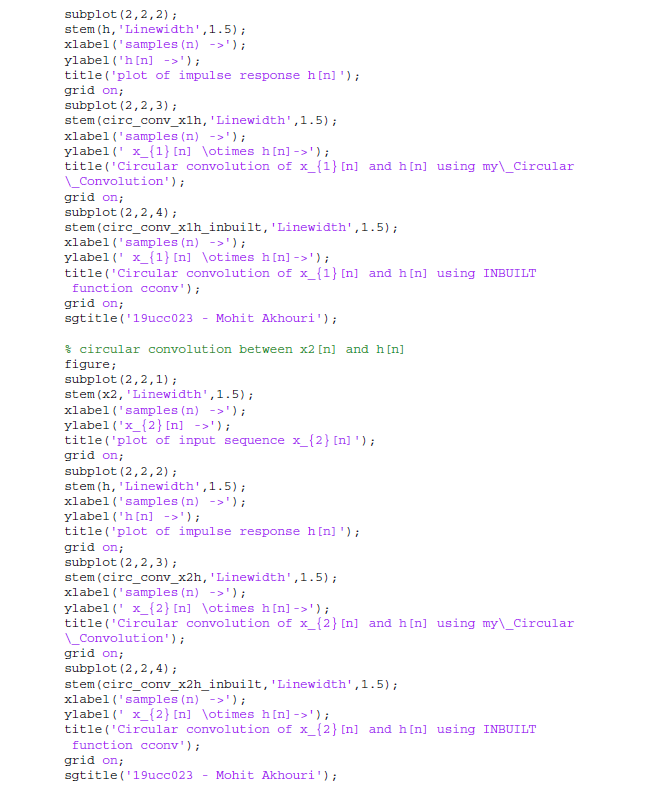 subplot(2,2,2);
stem(h,'Linewidth',1.5);
xlabel('samples(n) ->');
ylabel('h[n] ->');
title('plot of impulse response h[n]');
grid on;
subplot(2,2,3);
stem(circ_conv_x1h,'Linewidth',1.5);
xlabel('samples(n) ->');
ylabel(' x_{1}[n] \otimes h[n]->');
title('Circular convolution of x_{1}[n] and h[n] using my\_Circular
\_Convolution');
grid on;
subplot(2,2,4);
stem(circ_conv_x1h_inbuilt,'Linewidth',1.5);
xlabel('samples(n) ->');
ylabel(' x_{1}[n] \otimes h[n]->');
title('Circular convolution of x_{1}[n] and h[n] using INBUILT
 function cconv');
grid on;
sgtitle('19ucc023 - Mohit Akhouri');

% circular convolution between x2[n] and h[n]
figure;
subplot(2,2,1);
stem(x2,'Linewidth',1.5);
xlabel('samples(n) ->');
ylabel('x_{2}[n] ->');
title('plot of input sequence x_{2}[n]');
grid on;
subplot(2,2,2);
stem(h,'Linewidth',1.5);
xlabel('samples(n) ->');
ylabel('h[n] ->');
title('plot of impulse response h[n]');
grid on;
subplot(2,2,3);
stem(circ_conv_x2h,'Linewidth',1.5);
xlabel('samples(n) ->');
ylabel(' x_{2}[n] \otimes h[n]->');
title('Circular convolution of x_{2}[n] and h[n] using my\_Circular
\_Convolution');
grid on;
subplot(2,2,4);
stem(circ_conv_x2h_inbuilt,'Linewidth',1.5);
xlabel('samples(n) ->');
ylabel(' x_{2}[n] \otimes h[n]->');
title('Circular convolution of x_{2}[n] and h[n] using INBUILT
 function cconv');
grid on;
sgtitle('19ucc023 - Mohit Akhouri');